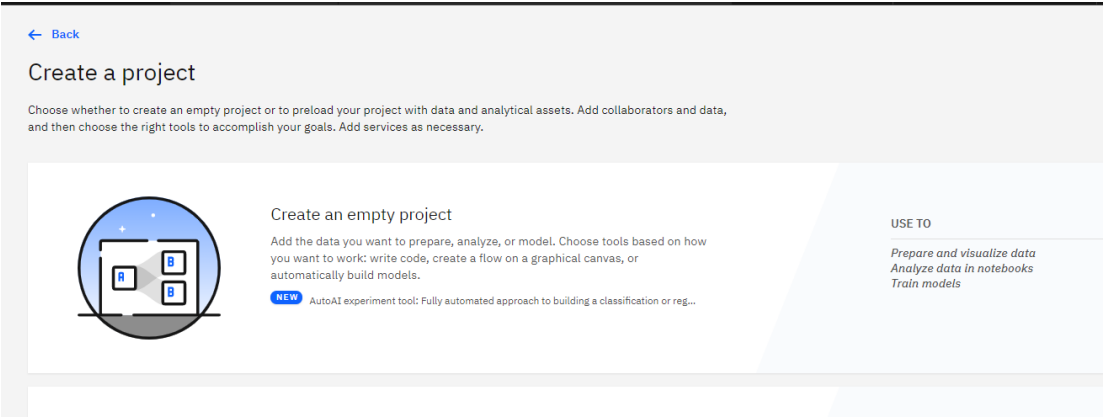 ← Back
Create a project
Choose whether to create an empty project or to preload your project with data and analytical assets. Add collaborators and data,
and then choose the right tools to accomplish your goals. Add services as necessary.
Create an empty project
Add the data you want to prepare, analyze, or model. Choose tools based on how
you want to work: write code, create a flow on a graphical canvas, or
automatically build models.
NEW AutoAI experiment tool: Fully automated approach to building a classification or reg...
A
B
B
USE TO
Prepare and visualize data
Analyze data in notebooks
Train models